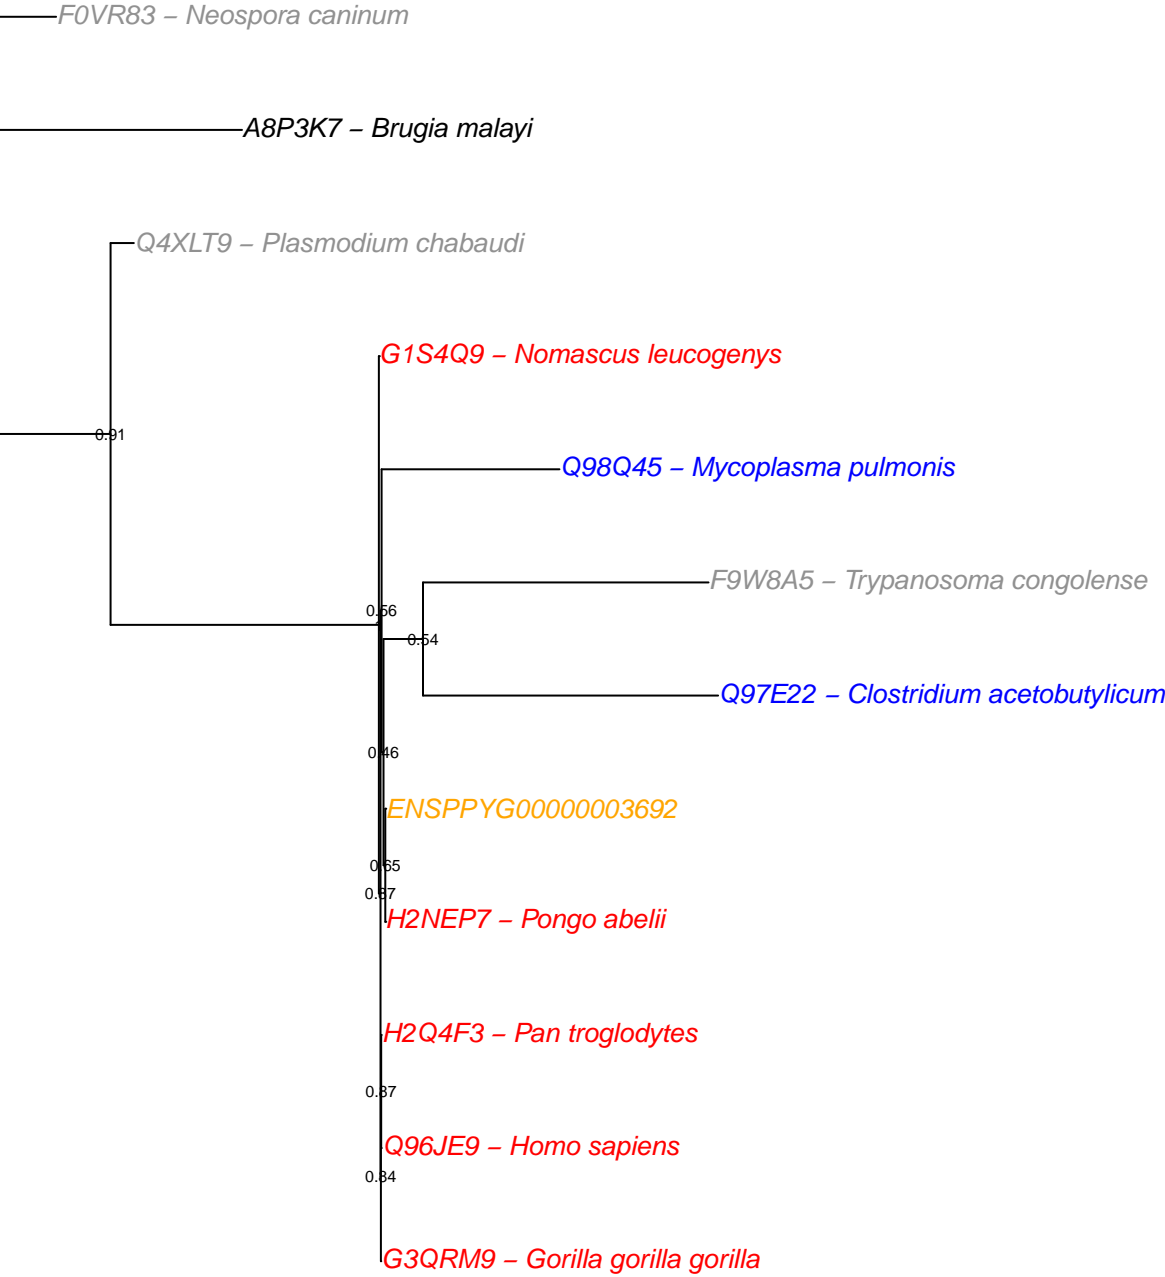 F0VR83 – Neospora caninum
A8P3K7 – Brugia malayi
Q4XLT9 – Plasmodium chabaudi
G1S4Q9 – Nomascus leucogenys
0.91
Q98Q45 – Mycoplasma pulmonis
F9W8A5 – Trypanosoma congolense
0.56
0.54
Q97E22 – Clostridium acetobutylicum
0.46
ENSPPYG00000003692
0.65
0.87
H2NEP7 – Pongo abelii
H2Q4F3 – Pan troglodytes
0.87
Q96JE9 – Homo sapiens
0.84
G3QRM9 – Gorilla gorilla gorilla